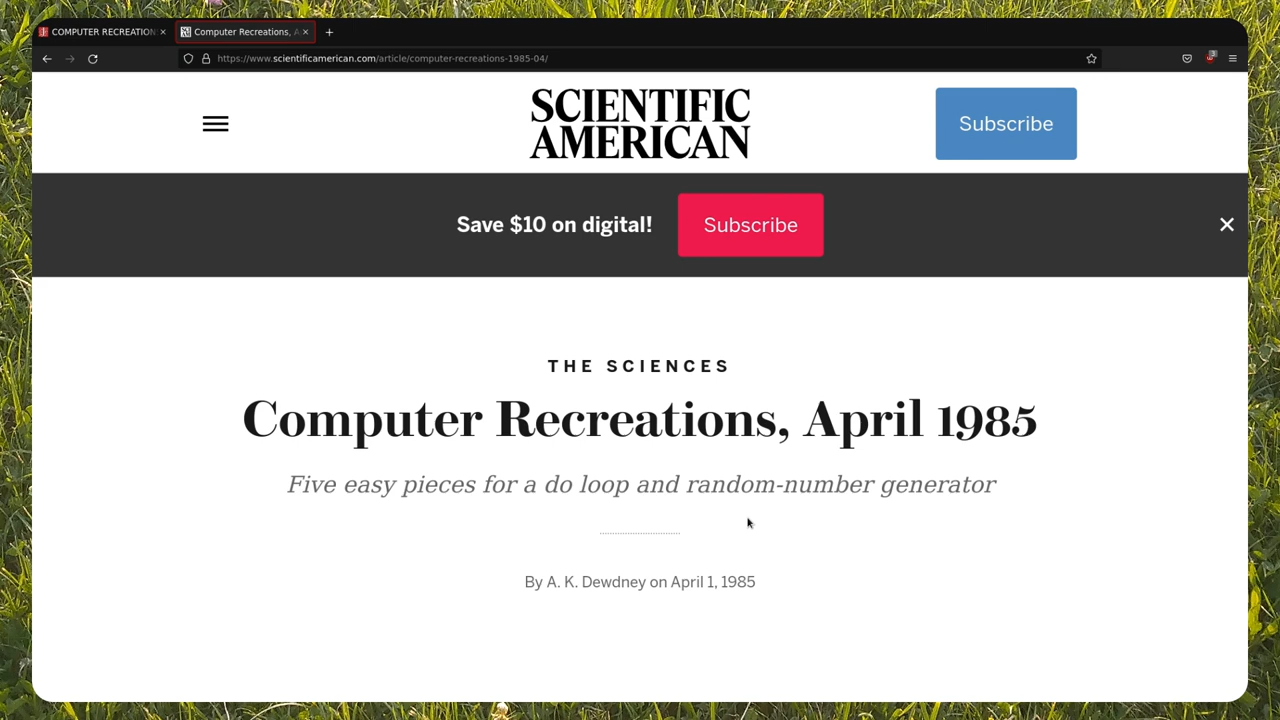 COMPUTER RECREATION
Computer Recreations, A
https://www.scientificamerican.com/article/computer-recreations-1985-04/
3
SCIENTIFIC
AMERICAN
Subscribe
Save $10 on digital!
Subscribe
THE SCIENCES
Computer Recreations, April 1985
Five easy pieces for a do loop and random-number generator
By A. K. Dewdney on April 1, 1985